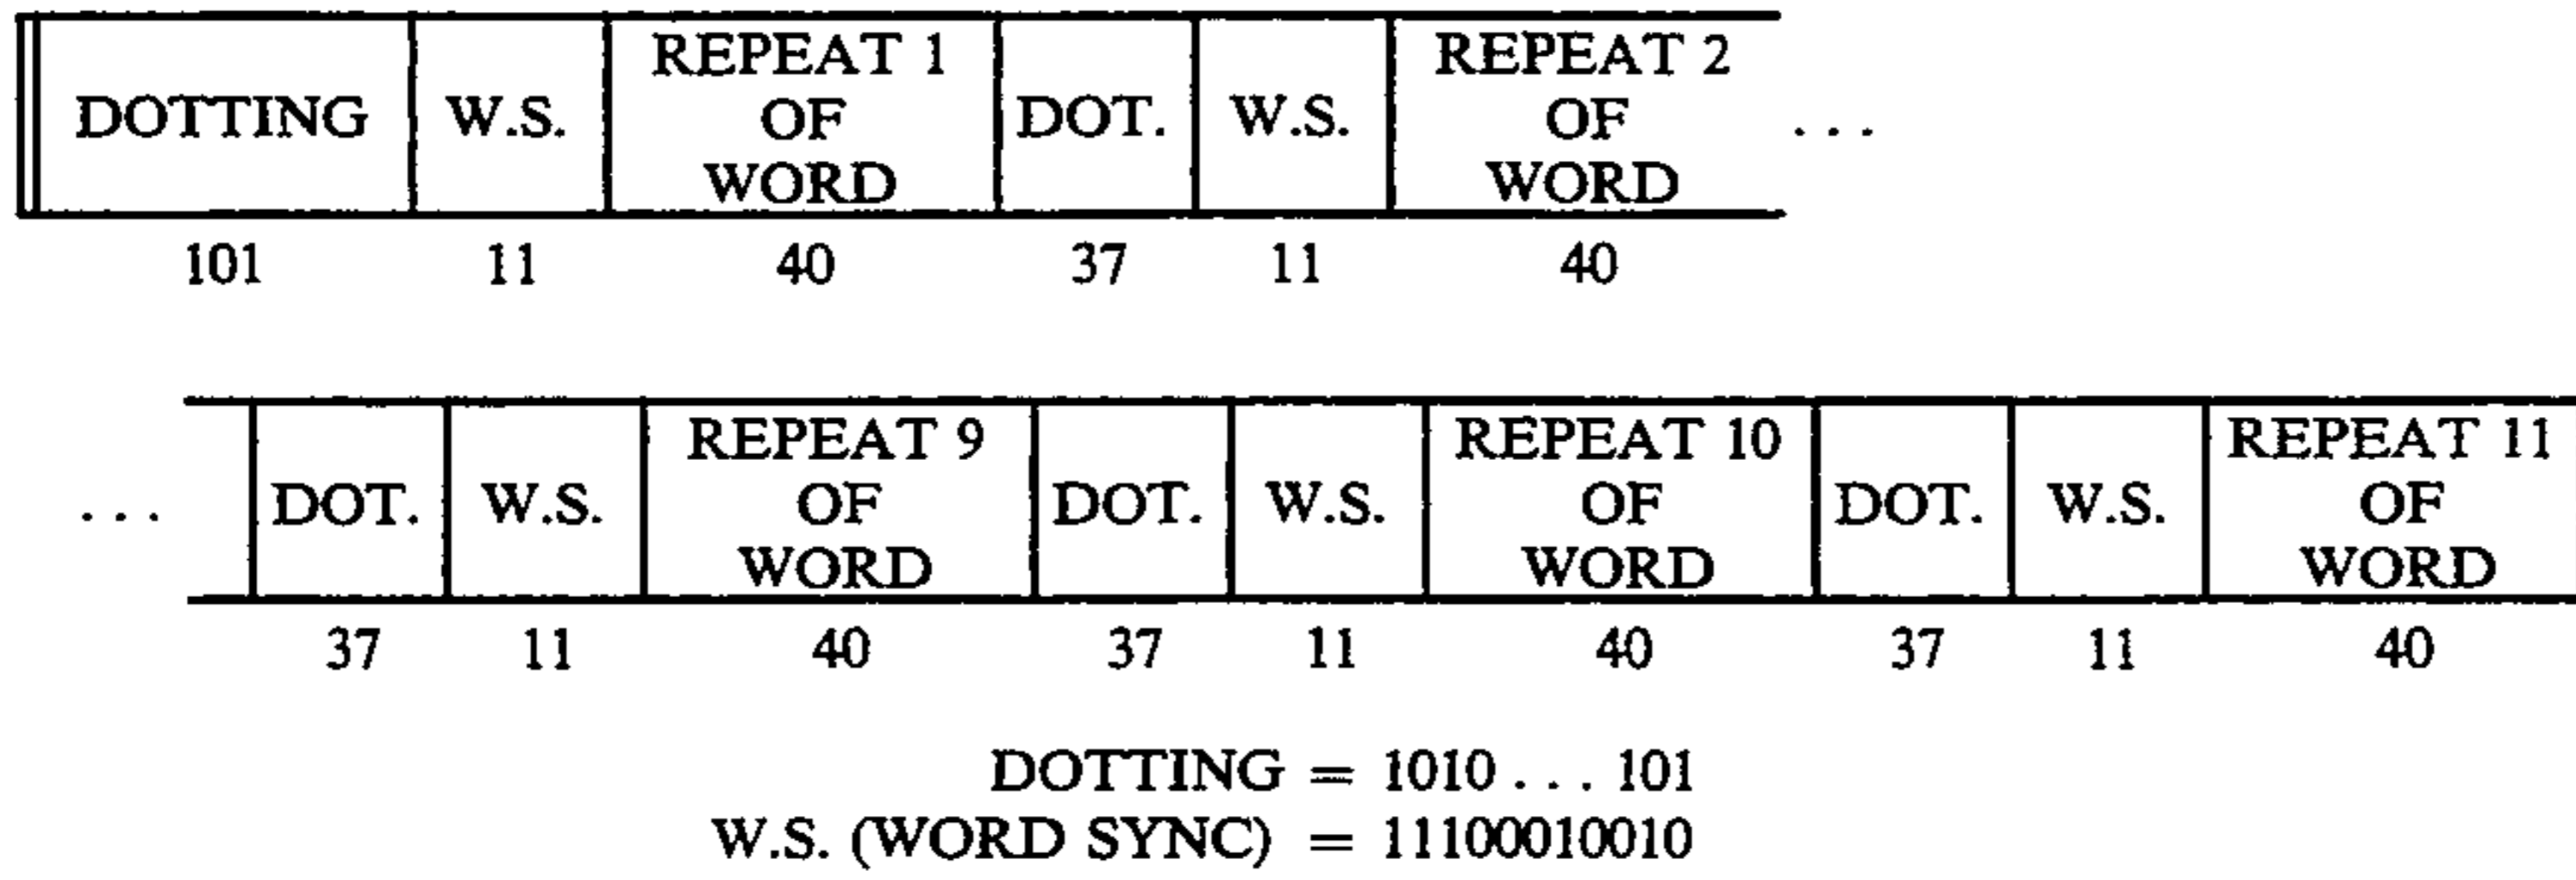 DOTTING W.S. REPEAT 1 OF WORD DOT. W.S. REPEAT 2 OF WORD ...
101 11 40 37 11 40
... DOT. W.S. REPEAT 9 OF WORD DOT. W.S. REPEAT 10 OF WORD DOT. W.S. REPEAT 11 OF WORD
37 11 40 37 11 40 37 11 40
DOTTING = 1010 . . . 101
W.S. (WORD SYNC) = 11100010010